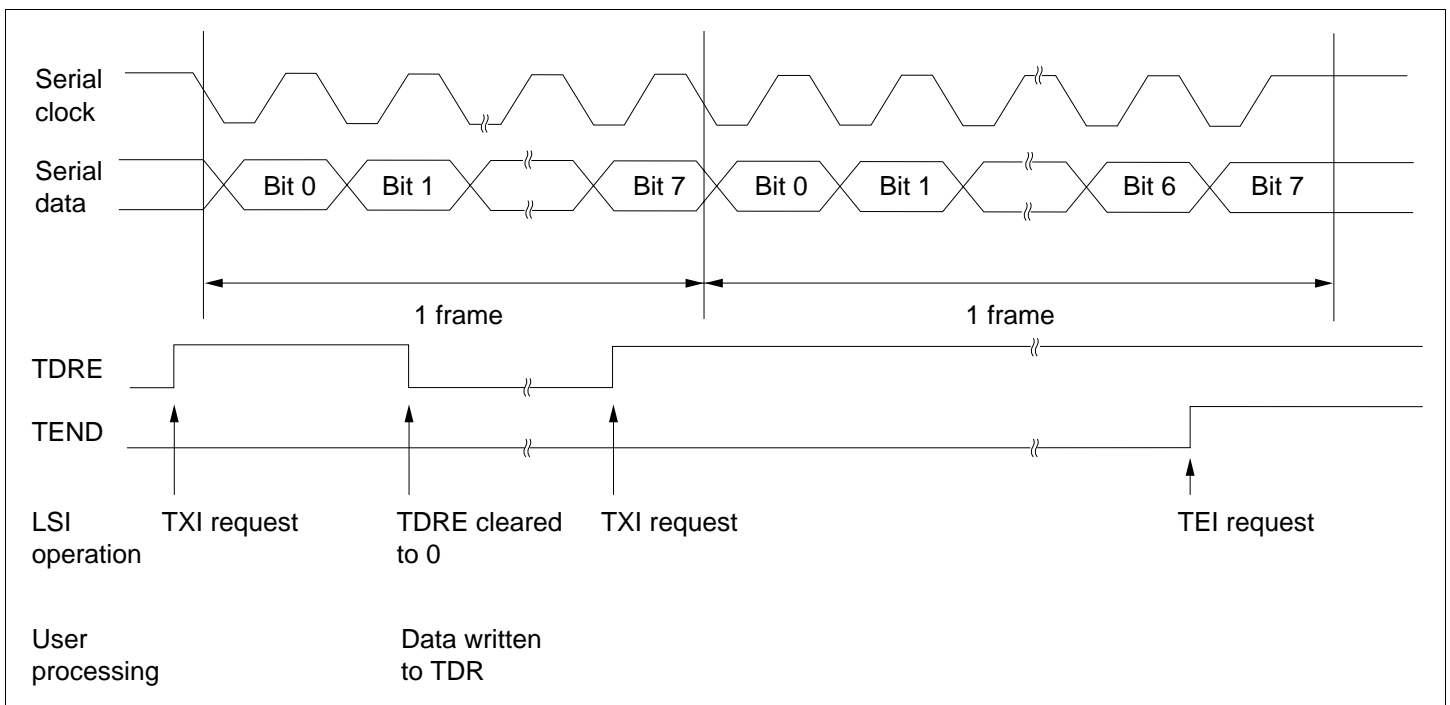 Serial
clock
Serial
data
Bit 0
Bit 1
Bit 7
Bit 0
Bit 1
Bit 6
Bit 7
1 frame
1 frame
TDRE
TEND
LSI
operation
TXI request
TDRE cleared
to 0
TXI request
TEI request
User
processing
Data written
to TDR